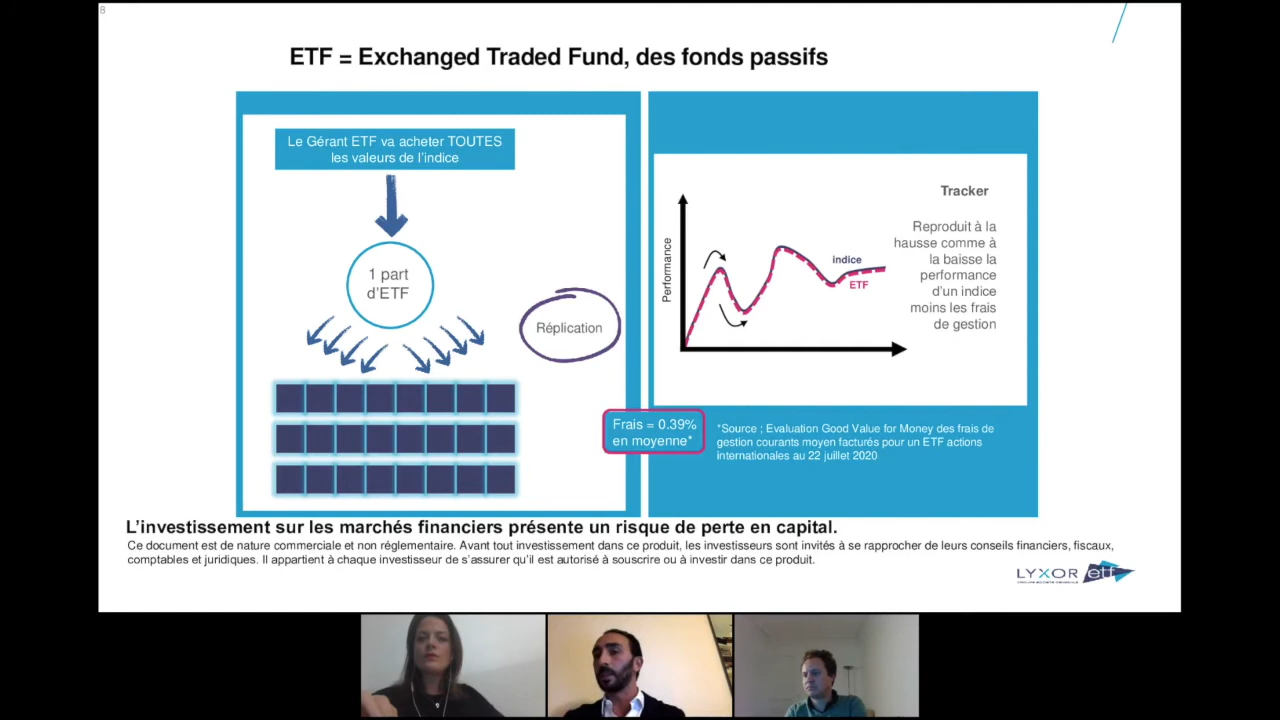 8
ETF = Exchanged Traded Fund, des fonds passifs
Le Gérant ETF va acheter TOUTES
les valeurs de l'indice
1 part
d'ETF
Réplication
Performance
indice
ETF
Tracker
Reproduit à la
hausse comme à
la baisse la
performance
d'un indice
moins les frais
de gestion
Frais = 0.39%
en moyenne*
*Source ; Evaluation Good Value for Money des frais de
gestion courants moyen facturés pour un ETF actions
internationales au 22 juillet 2020
L'investissement sur les marchés financiers présente un risque de perte en capital.
Ce document est de nature commerciale et non réglementaire. Avant tout investissement dans ce produit, les investisseurs sont invités à se rapprocher de leurs conseils financiers, fiscaux,
comptables et juridiques. Il appartient à chaque investisseur de s'assurer qu'il est autorisé à souscrire ou à investir dans ce produit.
LYXOR etf
GROUPE SOCIETE GENERALE